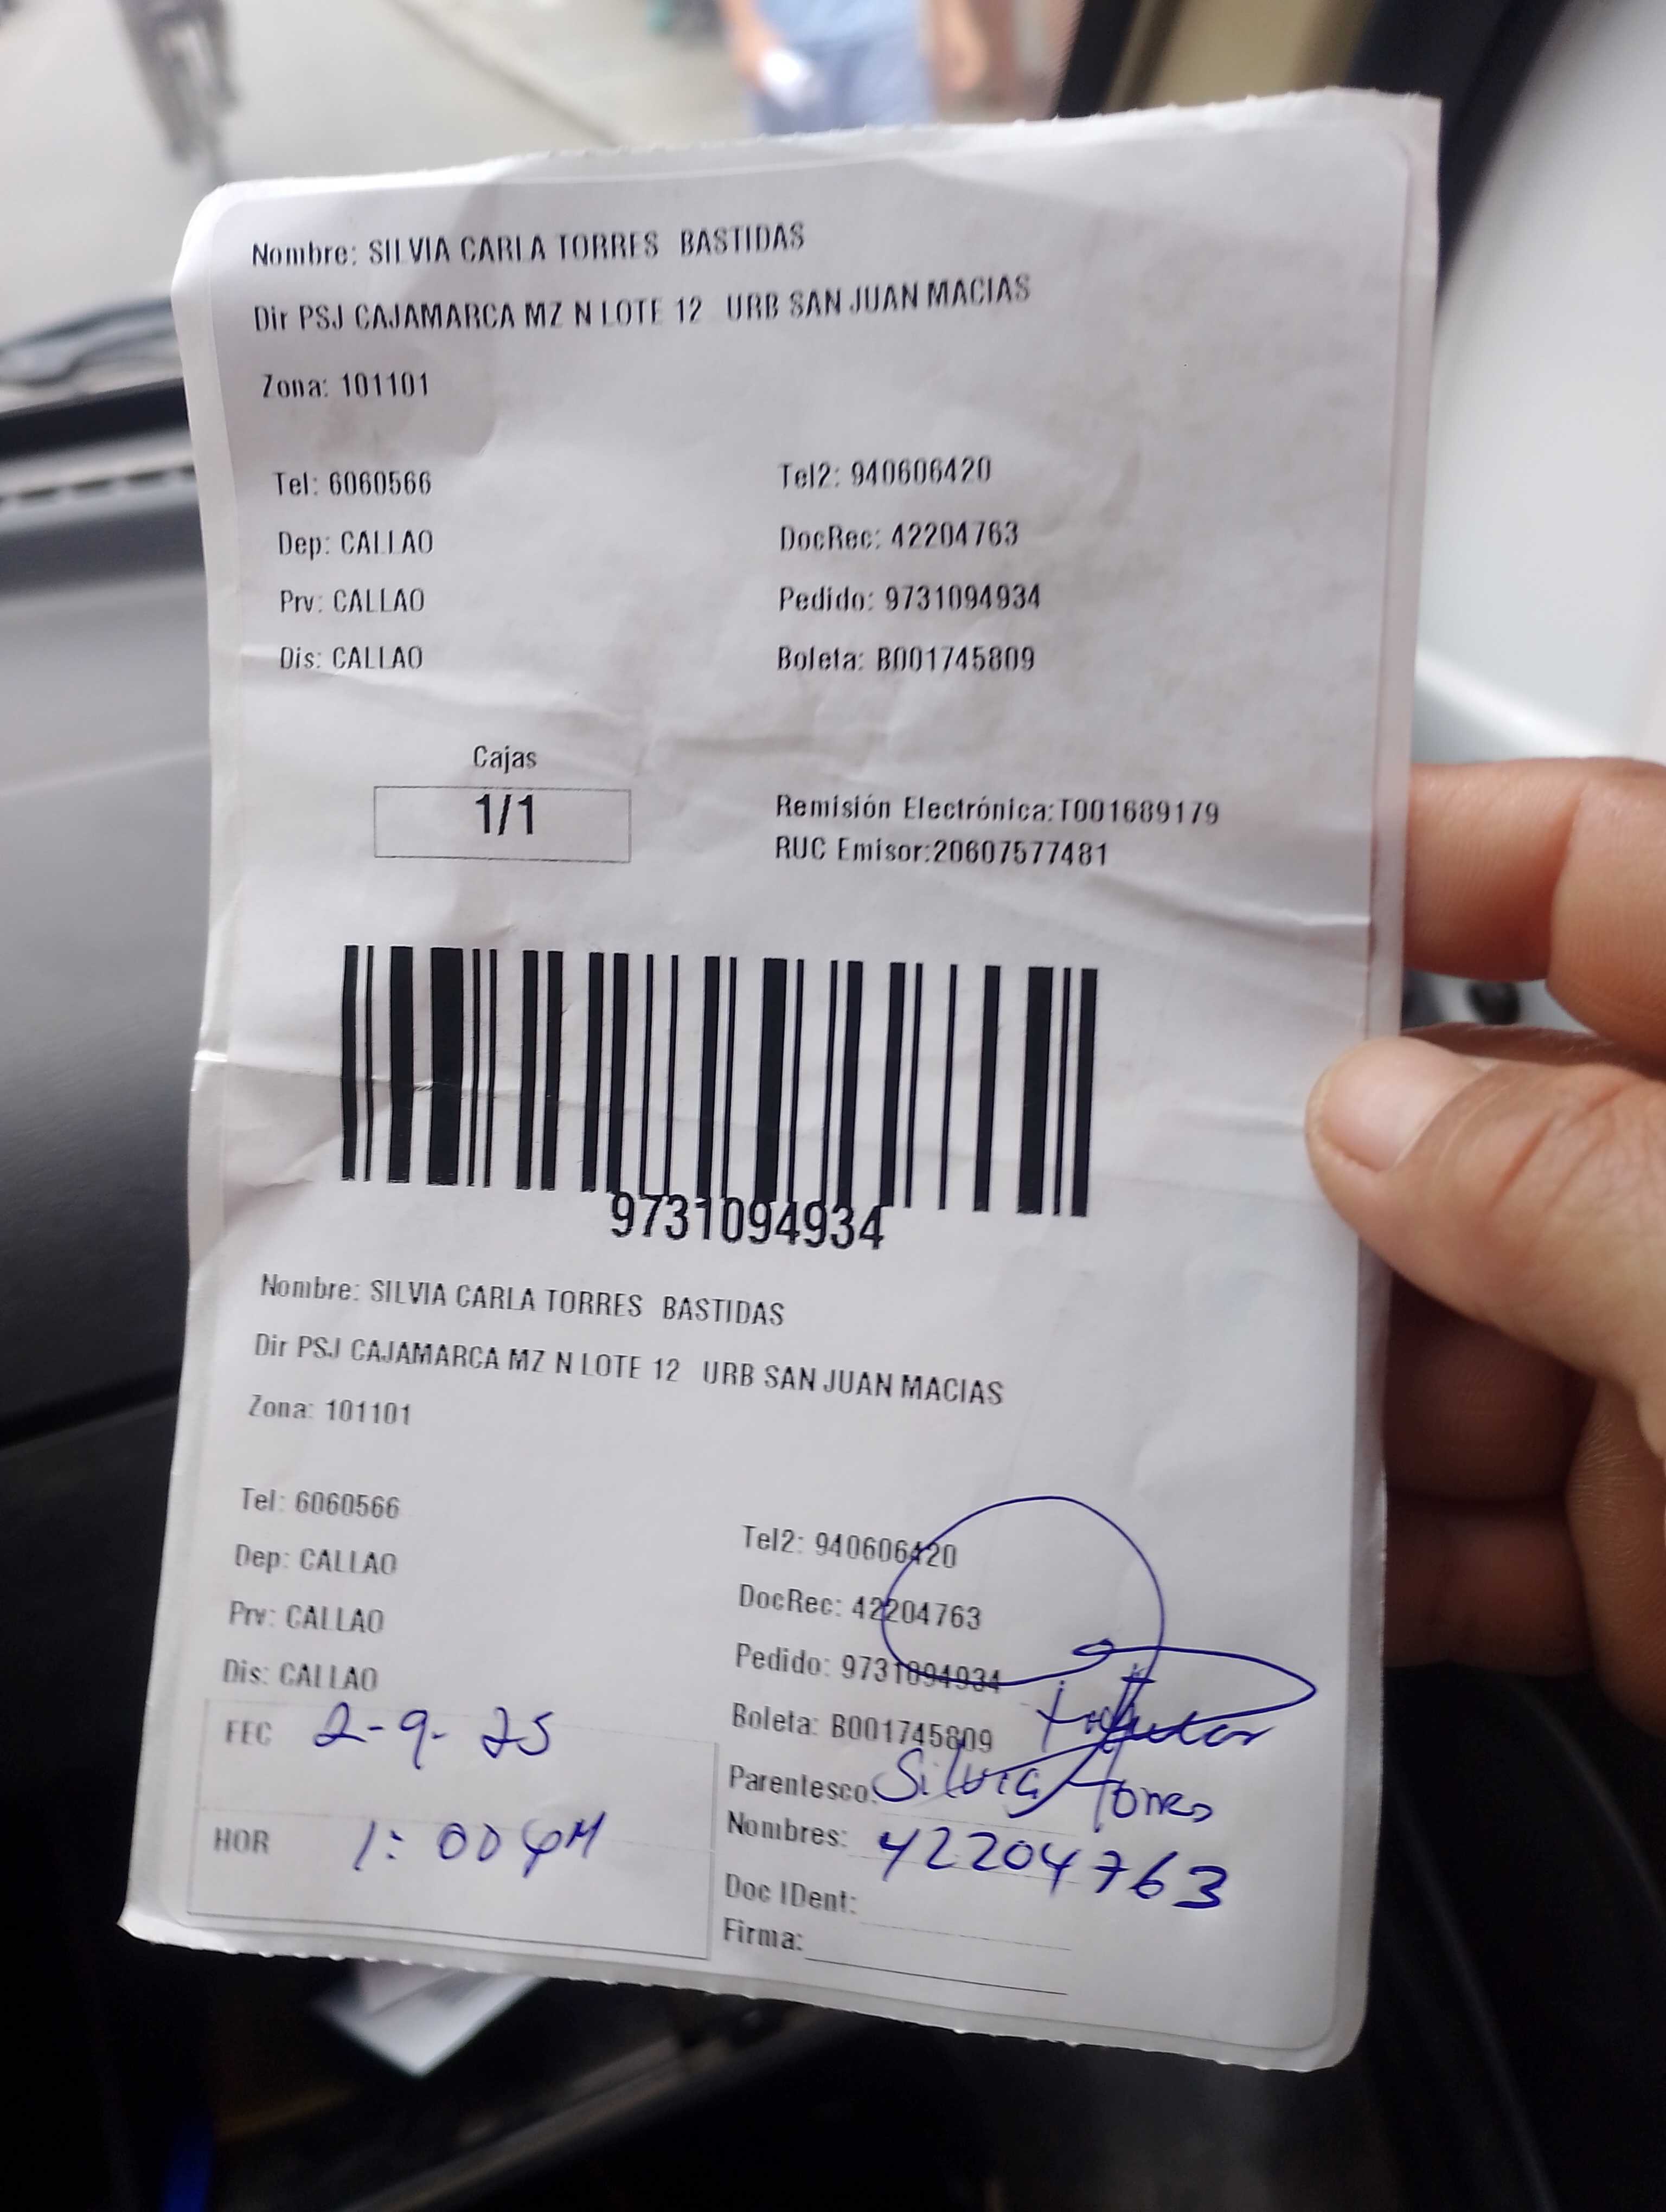 Nombre: SILVIA CARLA TORRES BASTIDAS
Dir PSJ CAJAMARCA MZ N LOTE 12 URB SAN JUAN MACIAS
Zona: 101101
Tel: 6060566 Tel2: 940606420
Dep: CALLAO DocRec: 42204763
Prv: CALLAO Pedido: 9731094934
Dis: CALLAO Boleta: B001745809
Cajas
1/1
Remisión Electrónica:T001689179
RUC Emisor:20607577481
9731094934
Nombre: SILVIA CARLA TORRES BASTIDAS
Dir PSJ CAJAMARCA MZ N LOTE 12 URB SAN JUAN MACIAS
Zona: 101101
Tel: 6060566 Tel2: 940606420
Dep: CALLAO DocRec: 42204763
Prv: CALLAO Pedido: 9731094934
Dis: CALLAO Boleta: B001745809
FEC 2-9-25
HOR 1:00 PM
Parentesco: Silvia Torres
Nombres: 42204763
Doc IDent:
Firma: